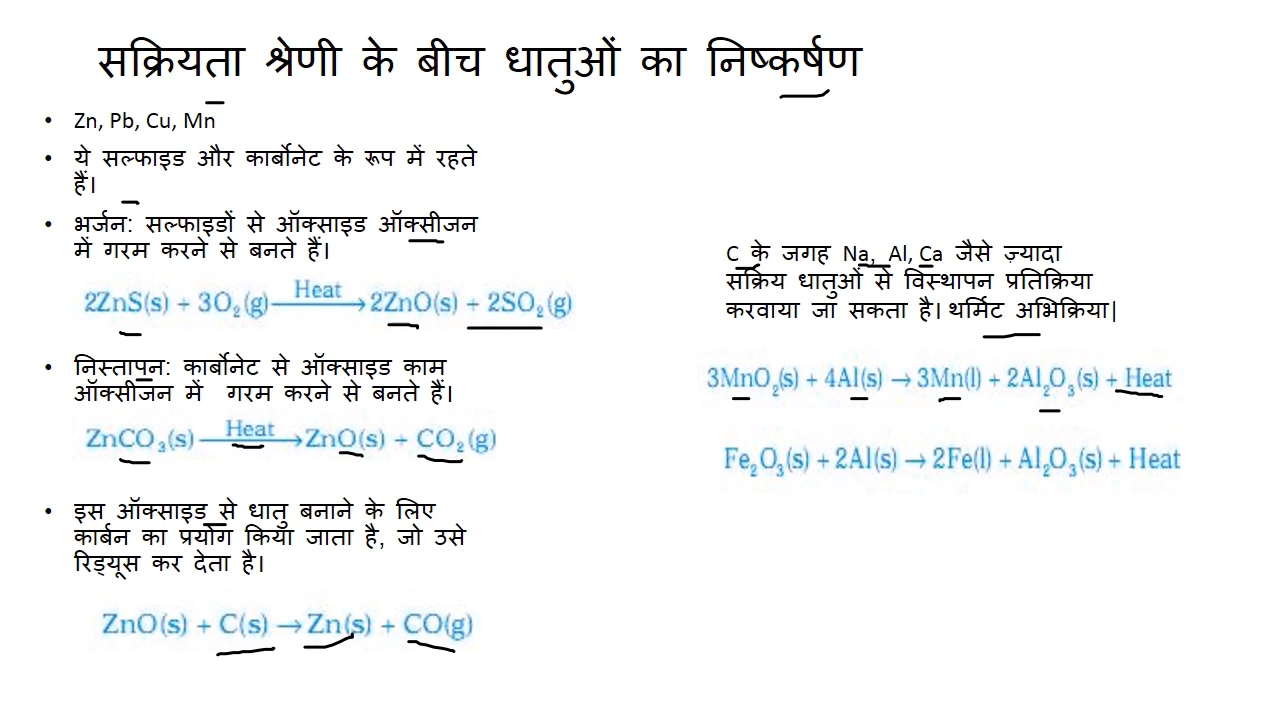 सक्रियता श्रेणी के बीच धातुओं का निष्कर्षण
• Zn, Pb, Cu, Mn
• ये सल्फाइड और कार्बोनेट के रूप में रहते
हैं।
• भर्जन: सल्फाइडों से ऑक्साइड ऑक्सीजन
में गरम करने से बनते हैं।
2ZnS(s) + 3O₂(g) —Heat→ 2ZnO(s) + 2SO₂(g)
• निस्तापन: कार्बोनेट से ऑक्साइड काम
ऑक्सीजन में गरम करने से बनते हैं।
ZnCO₃(s) —Heat→ ZnO(s) + CO₂(g)
• इस ऑक्साइड से धातु बनाने के लिए
कार्बन का प्रयोग किया जाता है, जो उसे
रिड्यूस कर देता है।
ZnO(s) + C(s) → Zn(s) + CO(g)
C के जगह Na, Al, Ca जैसे ज़्यादा
सक्रिय धातुओं से विस्थापन प्रतिक्रिया
करवाया जा सकता है। थर्मिट अभिक्रिया|
3MnO₂(s) + 4Al(s) → 3Mn(l) + 2Al₂O₃(s) + Heat
Fe₂O₃(s) + 2Al(s) → 2Fe(l) + Al₂O₃(s) + Heat